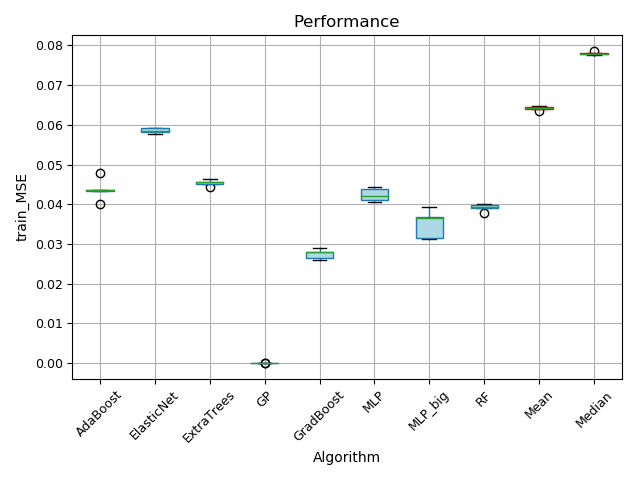 Performance
0.08
0.07
0.06
0.05
0.04
0.03
0.02
0.01
0.00
train_MSE
AdaBoost
ElasticNet
ExtraTrees
GP
GradBoost
MLP
MLP_big
RF
Mean
Median
Algorithm